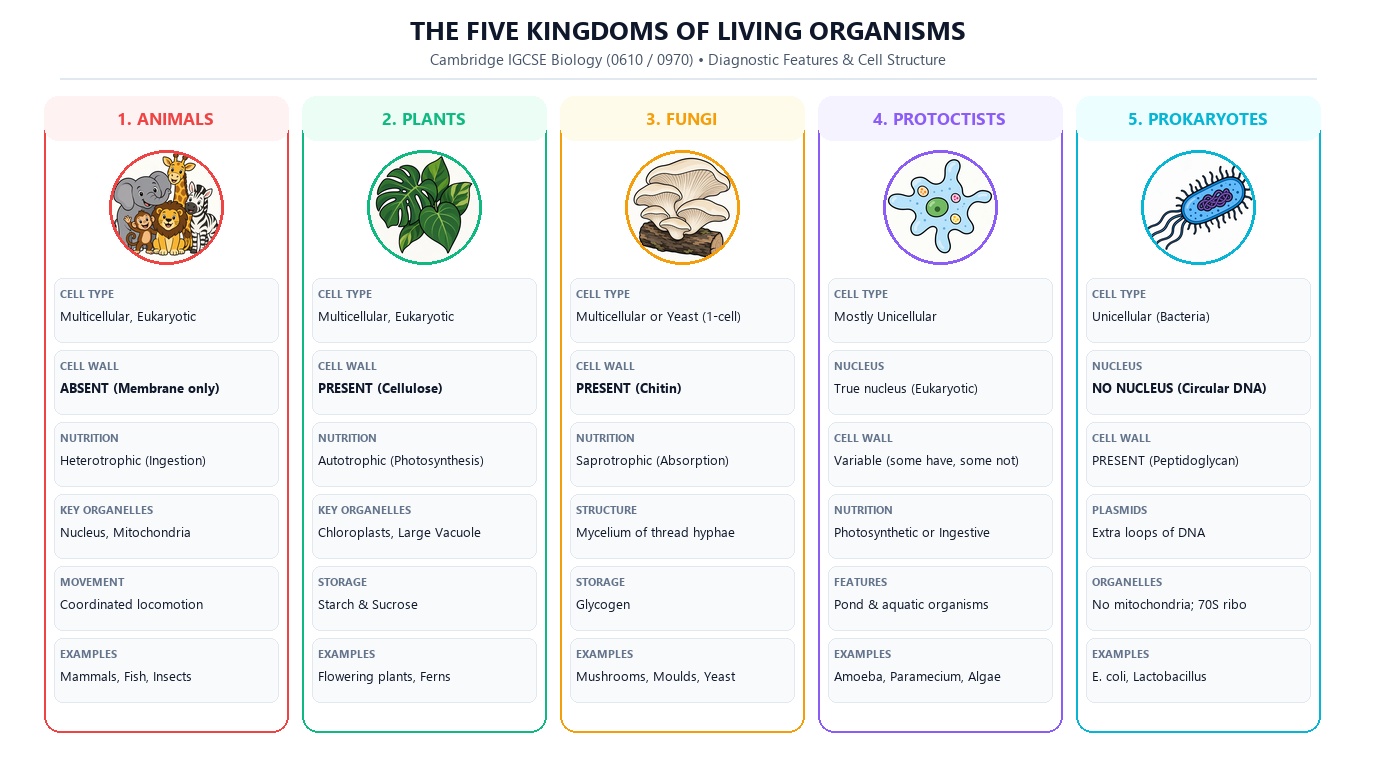 THE FIVE KINGDOMS OF LIVING ORGANISMS
Cambridge IGCSE Biology (0610 / 0970) • Diagnostic Features & Cell Structure
1. ANIMALS
CELL TYPE
Multicellular, Eukaryotic
CELL WALL
ABSENT (Membrane only)
NUTRITION
Heterotrophic (Ingestion)
KEY ORGANELLES
Nucleus, Mitochondria
MOVEMENT
Coordinated locomotion
EXAMPLES
Mammals, Fish, Insects
2. PLANTS
CELL TYPE
Multicellular, Eukaryotic
CELL WALL
PRESENT (Cellulose)
NUTRITION
Autotrophic (Photosynthesis)
KEY ORGANELLES
Chloroplasts, Large Vacuole
STORAGE
Starch & Sucrose
EXAMPLES
Flowering plants, Ferns
3. FUNGI
CELL TYPE
Multicellular or Yeast (1-cell)
CELL WALL
PRESENT (Chitin)
NUTRITION
Saprotrophic (Absorption)
STRUCTURE
Mycelium of thread hyphae
STORAGE
Glycogen
EXAMPLES
Mushrooms, Moulds, Yeast
4. PROTOCTISTS
CELL TYPE
Mostly Unicellular
NUCLEUS
True nucleus (Eukaryotic)
CELL WALL
Variable (some have, some not)
NUTRITION
Photosynthetic or Ingestive
FEATURES
Pond & aquatic organisms
EXAMPLES
Amoeba, Paramecium, Algae
5. PROKARYOTES
CELL TYPE
Unicellular (Bacteria)
NUCLEUS
NO NUCLEUS (Circular DNA)
CELL WALL
PRESENT (Peptidoglycan)
PLASMIDS
Extra loops of DNA
ORGANELLES
No mitochondria; 70S ribo
EXAMPLES
E. coli, Lactobacillus